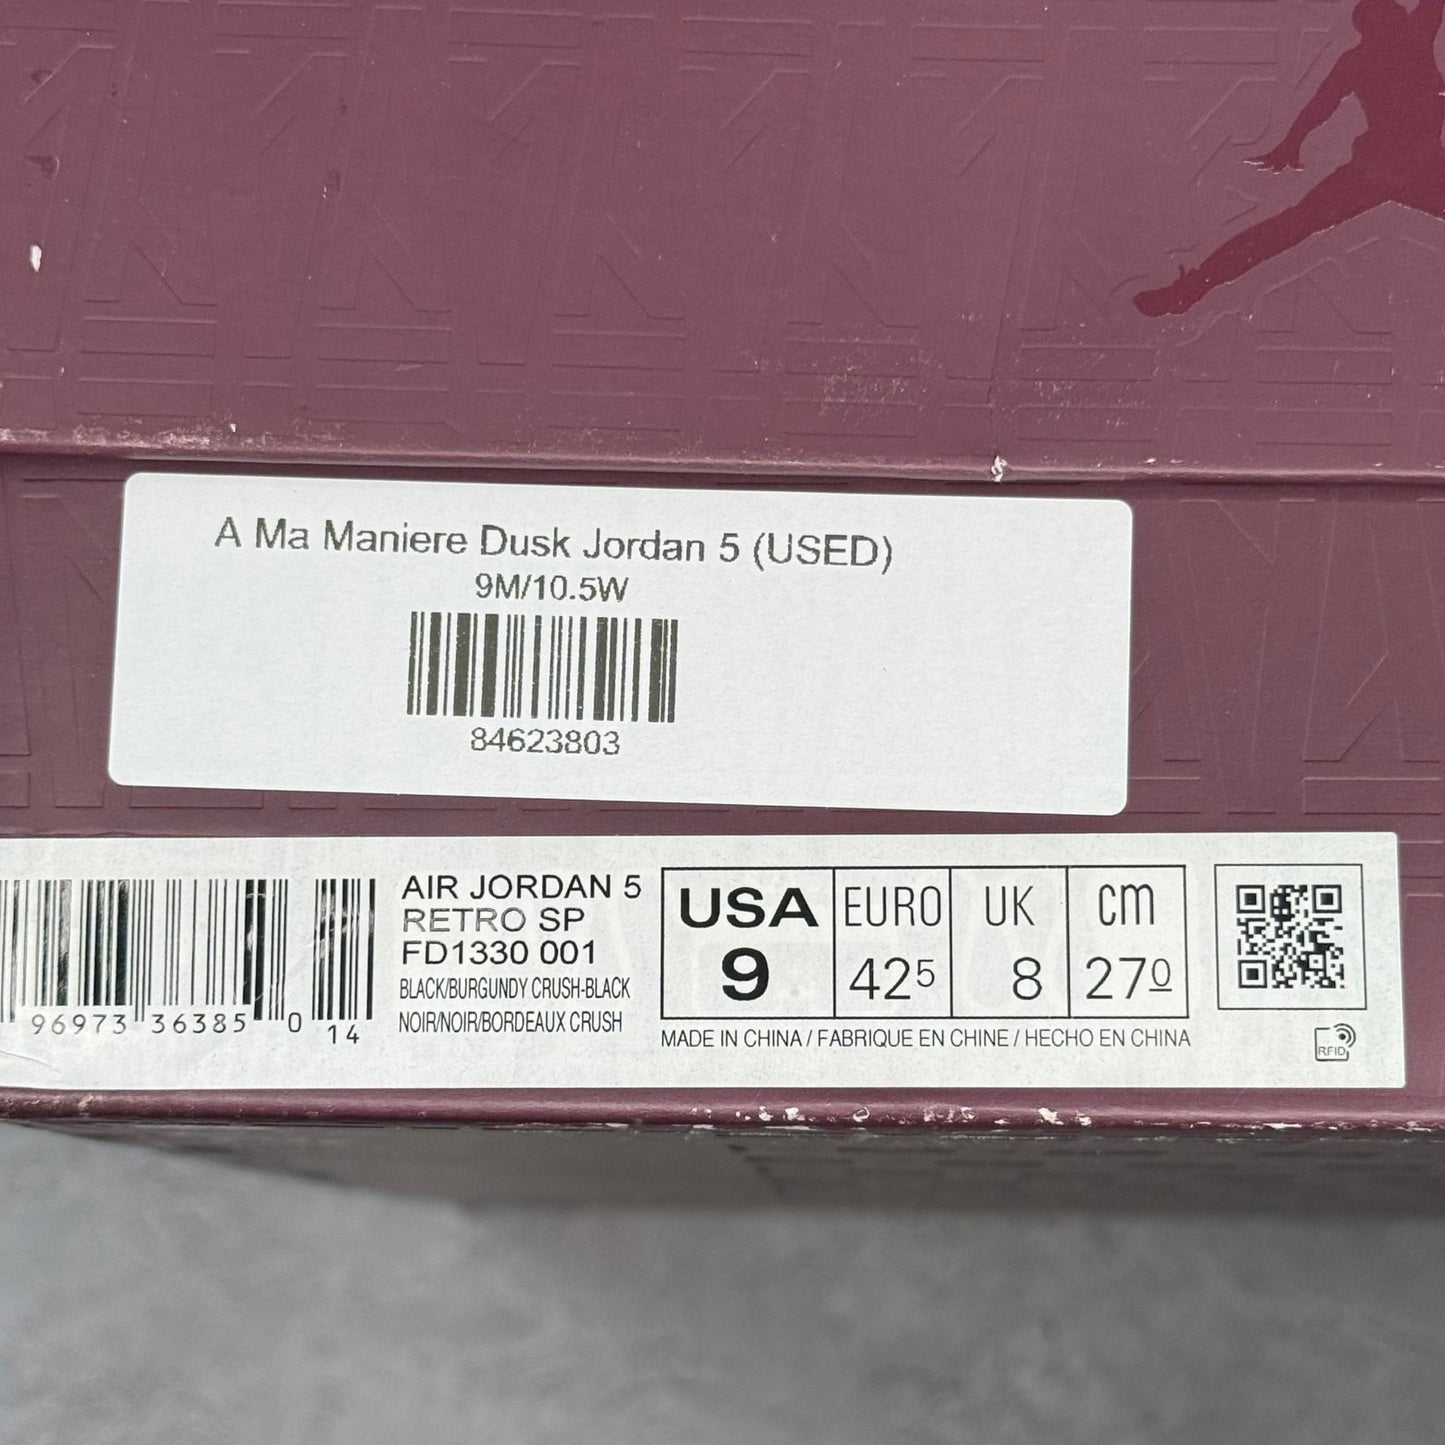 A Ma Maniere Dusk Jordan 5 (USED)
9M/10.5W
84623803
96973 36385 0 14
AIR JORDAN 5
RETRO SP
FD1330 001
BLACK/BURGUNDY CRUSH-BLACK
NOIR/NOIR/BORDEAUX CRUSH
USA EURO UK cm
9 42 5 8 27 0
MADE IN CHINA / FABRIQUE EN CHINE / HECHO EN CHINA
RFID